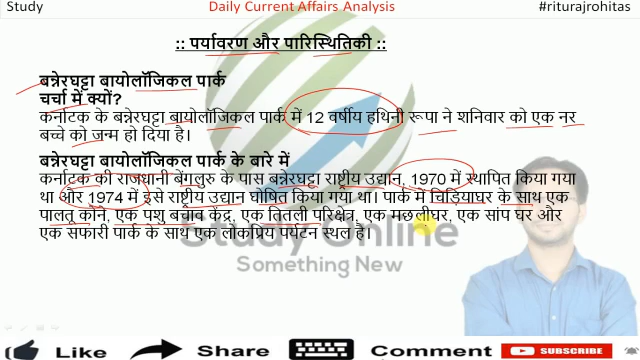 Study
Daily Current Affairs Analysis
#riturajrohitas
:: पर्यावरण और पारिस्थितिकी ::
बन्नेरघट्टा बायोलॉजिकल पार्क
चर्चा में क्यों?
कर्नाटक के बन्नेरघट्टा बायोलॉजिकल पार्क में 12 वर्षीय हथिनी रूपा ने शनिवार को एक नर
बच्चे को जन्म हो दिया है।
बन्नेरघट्टा बायोलॉजिकल पार्क के बारे में
कर्नाटक की राजधानी बेंगलुरु के पास बन्नेरघट्टा राष्ट्रीय उद्यान, 1970 में स्थापित किया गया
था और 1974 में इसे राष्ट्रीय उद्यान घोषित किया गया था। पार्क में चिड़ियाघर के साथ एक
पालतू कोने, एक पशु बचाव केंद्र, एक तितली परिक्षेत्र, एक मछलीघर, एक सांप घर और
एक सफारी पार्क के साथ एक लोकप्रिय पर्यटन स्थल है।
Study Online
Something New
Like
Share
Comment
SUBSCRIBE